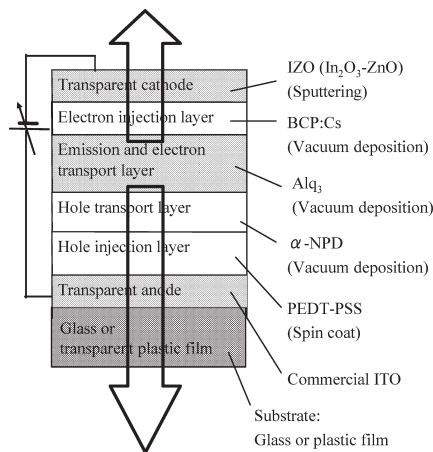 Transparent cathode
Electron injection layer
Emission and electron
transport layer
Hole transport layer
Hole injection layer
Transparent anode
Glass or
transparent plastic film
IZO (In₂O₃-ZnO)
(Sputtering)
BCP:Cs
(Vacuum deposition)
Alq₃
(Vacuum deposition)
α-NPD
(Vacuum deposition)
PEDT-PSS
(Spin coat)
Commercial ITO
Substrate:
Glass or plastic film